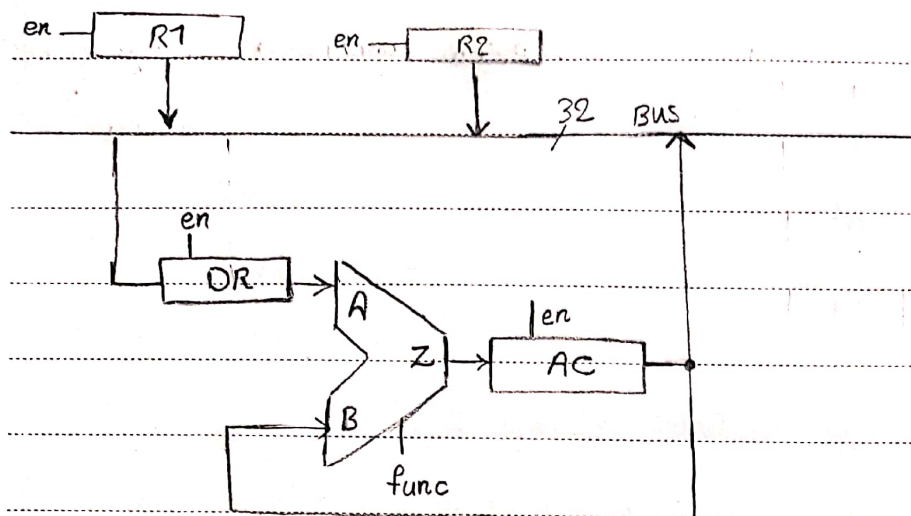 en R1
en R2
32 BUS
en
DR
A
en
Z
AC
B
func